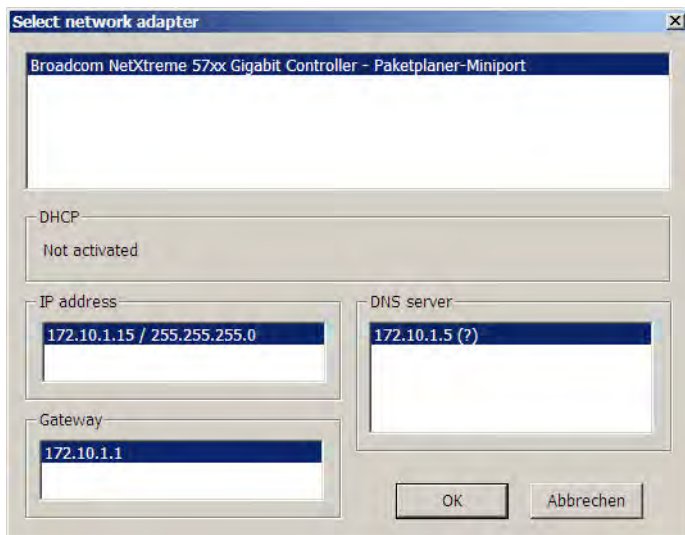 Select network adapter
Broadcom NetXtreme 57xx Gigabit Controller - Paketplaner-Miniport
DHCP
Not activated
IP address
172.10.1.15 / 255.255.255.0
DNS server
172.10.1.5 (?)
Gateway
172.10.1.1
OK
Abbrechen